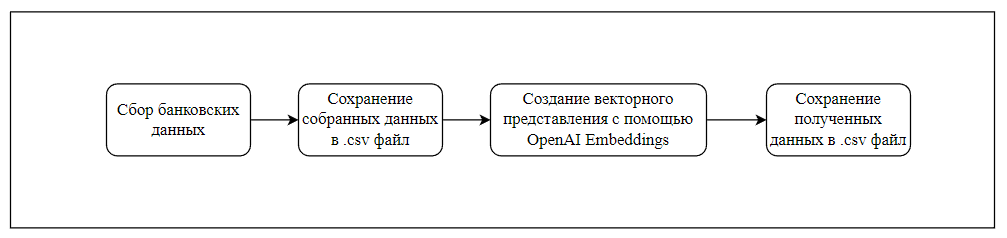 Сбор банковских
данных
Сохранение
собранных данных
в .csv файл
Создание векторного
представления с помощью
OpenAI Embeddings
Сохранение
полученных
данных в .csv файл